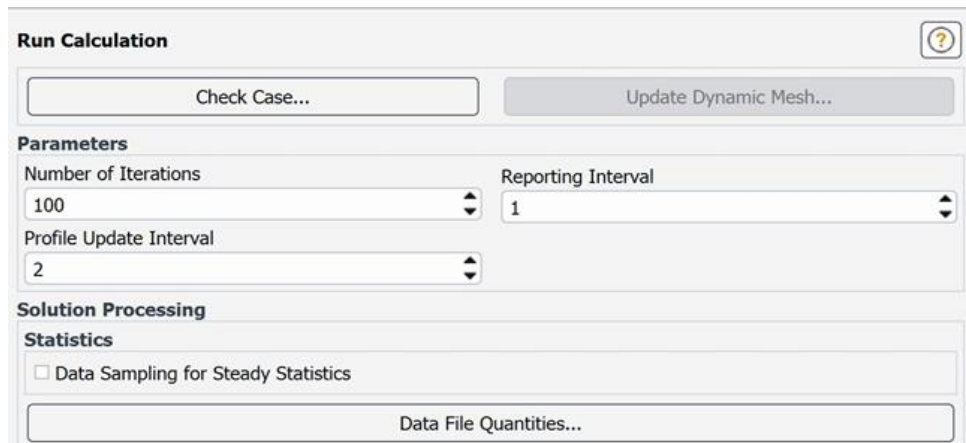 Run Calculation
?
Check Case...
Update Dynamic Mesh...
Parameters
Number of Iterations
Reporting Interval
100
1
Profile Update Interval
2
Solution Processing
Statistics
Data Sampling for Steady Statistics
Data File Quantities...